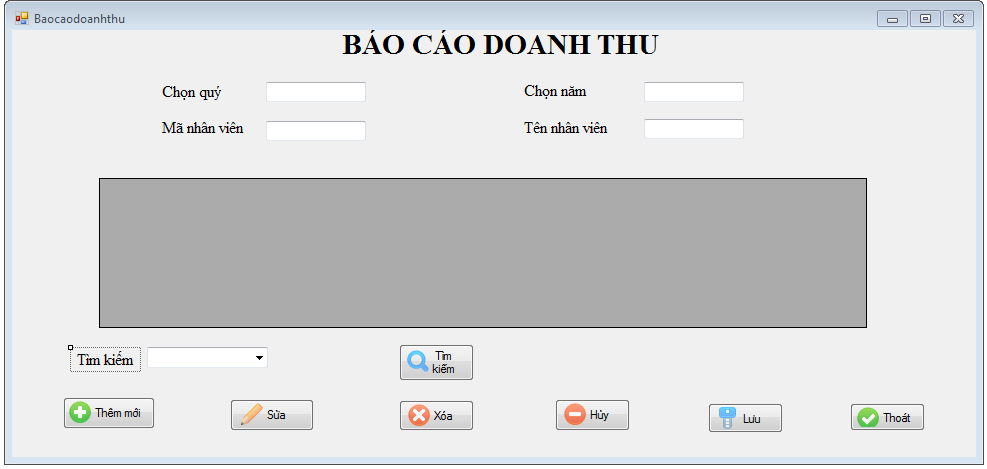 Baocaodoanhthu
BÁO CÁO DOANH THU
Chọn quý
Chọn năm
Mã nhân viên
Tên nhân viên
Tìm kiếm
Tìm
kiếm
Thêm mới
Sửa
Xóa
Hủy
Lưu
Thoát